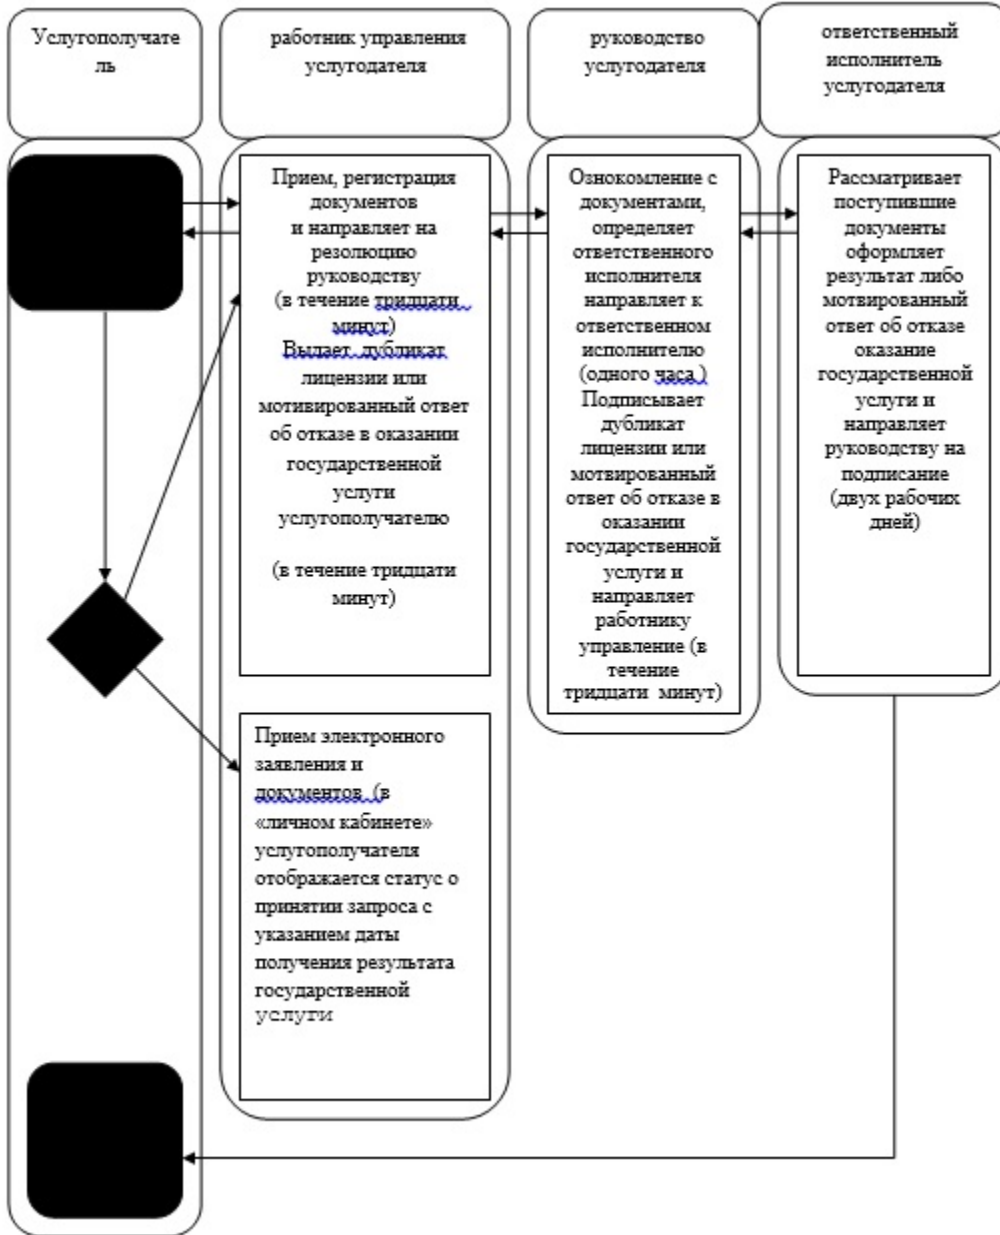 Услугополучате
ль
работник управления
услугодателя
руководство
услугодателя
ответственный
исполнитель
услугодателя
Прием, регистрация
документов
и направляет на
резолюцию
руководству
(в течение тридцати
минут)
Выдает дубликат
лицензии или
мотивированный ответ
об отказе в оказании
государственной
услуги
услугополучателю
(в течение тридцати
минут)
Прием электронного
заявления и
документов (в
«личном кабинете»
услугополучателя
отображается статус о
принятии запроса с
указанием даты
получения результата
государственной
услуги
Ознокомление с
документами,
определяет
ответственного
исполнителя
направляет к
ответственном
исполнителю
(одного часа )
Подписывает
дубликат
лицензии или
мотвированный
ответ об отказе в
оказании
государственной
услуги и
направляет
работнику
управление (в
течение
тридцати минут)
Рассматривает
поступившие
документы
оформляет
результат либо
мотвированный
ответ об отказе
оказание
государственной
услуги и
направляет
руководству на
подписание
(двух рабочих
дней)